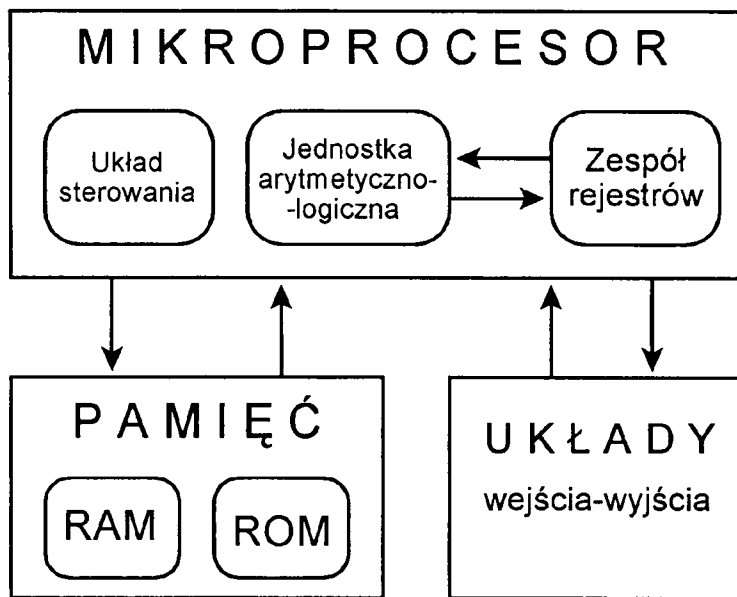 MIKROPROCESOR
Układ
sterowania
Jednostka
arytmetyczno-
-logiczna
Zespół
rejestrów
PAMIĘĆ
RAM
ROM
UKŁADY
wejścia-wyjścia